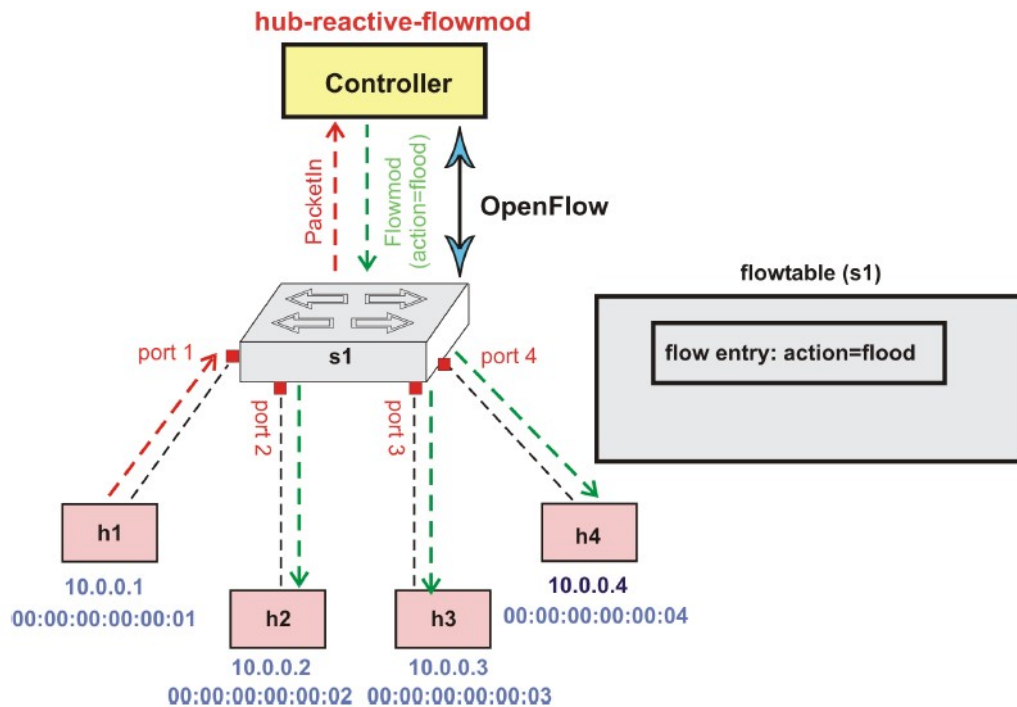 hub-reactive-flowmod
Controller
PacketIn
Flowmod
(action=flood)
OpenFlow
flowtable (s1)
flow entry: action=flood
port 1
s1
port 4
port 2
port 3
h1
10.0.0.1
00:00:00:00:00:01
h2
10.0.0.2
00:00:00:00:00:02
h3
10.0.0.3
00:00:00:00:00:03
h4
10.0.0.4
00:00:00:00:00:04